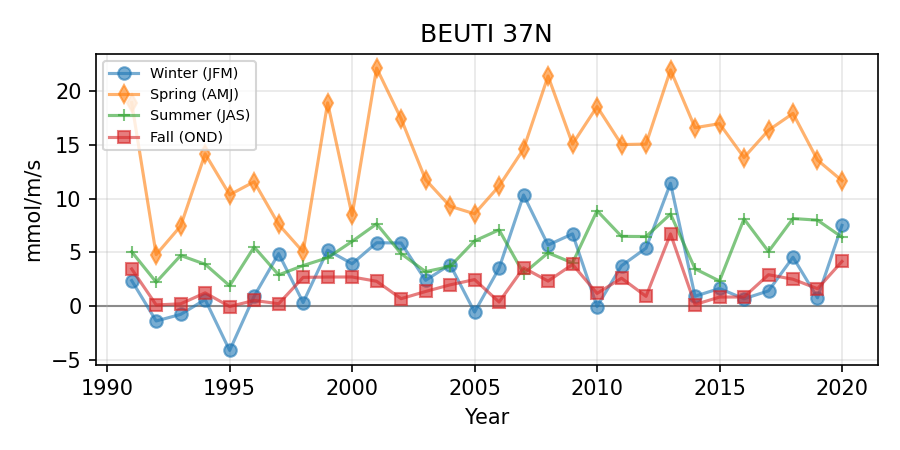 BEUTI 37N
Winter (JFM)
Spring (AMJ)
Summer (JAS)
Fall (OND)
mmol/m/s
20
15
10
5
0
−5
1990 1995 2000 2005 2010 2015 2020
Year